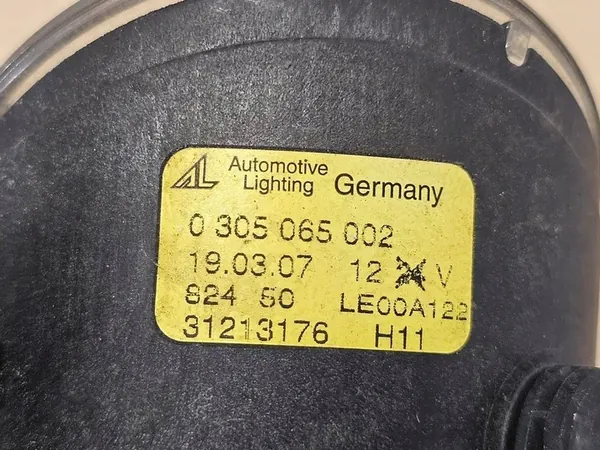 AL Automotive
Lighting Germany
0 305 065 002
19.03.07 12 V
824 50 LE00A122
31213176 H11